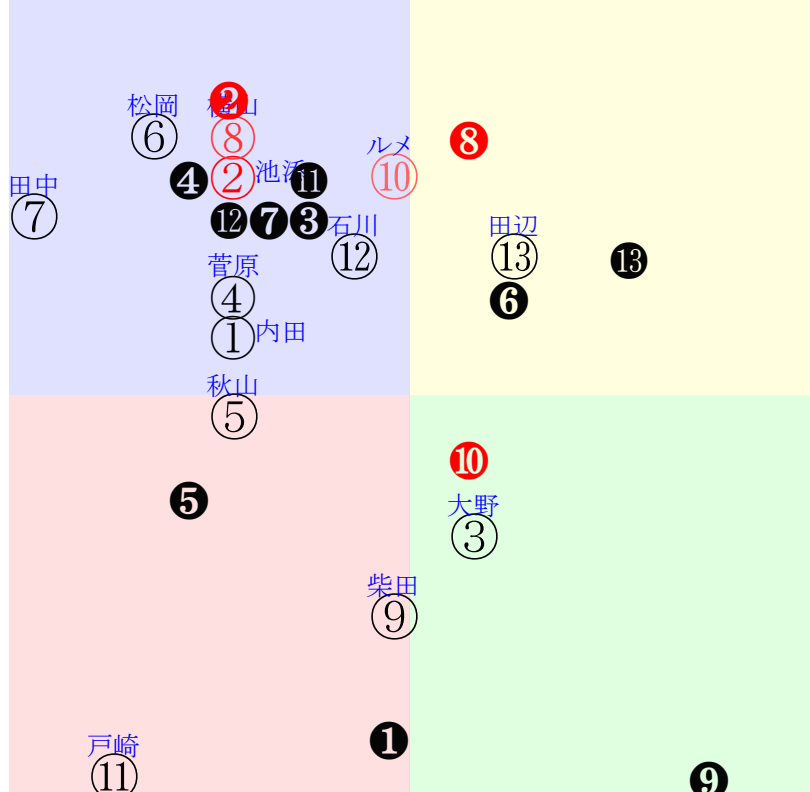 ❷
松岡
横山
⑥
⑧
❽
ルメ
❹
②
池添
⓫
⑩
田中
⑦
⓬
❼
❸
石川
田辺
⑫
⑬
⓭
菅原
④
❻
①
内田
秋山
⑤
❿
❺
大野
③
柴田
⑨
❶
戸崎
⑪
❾